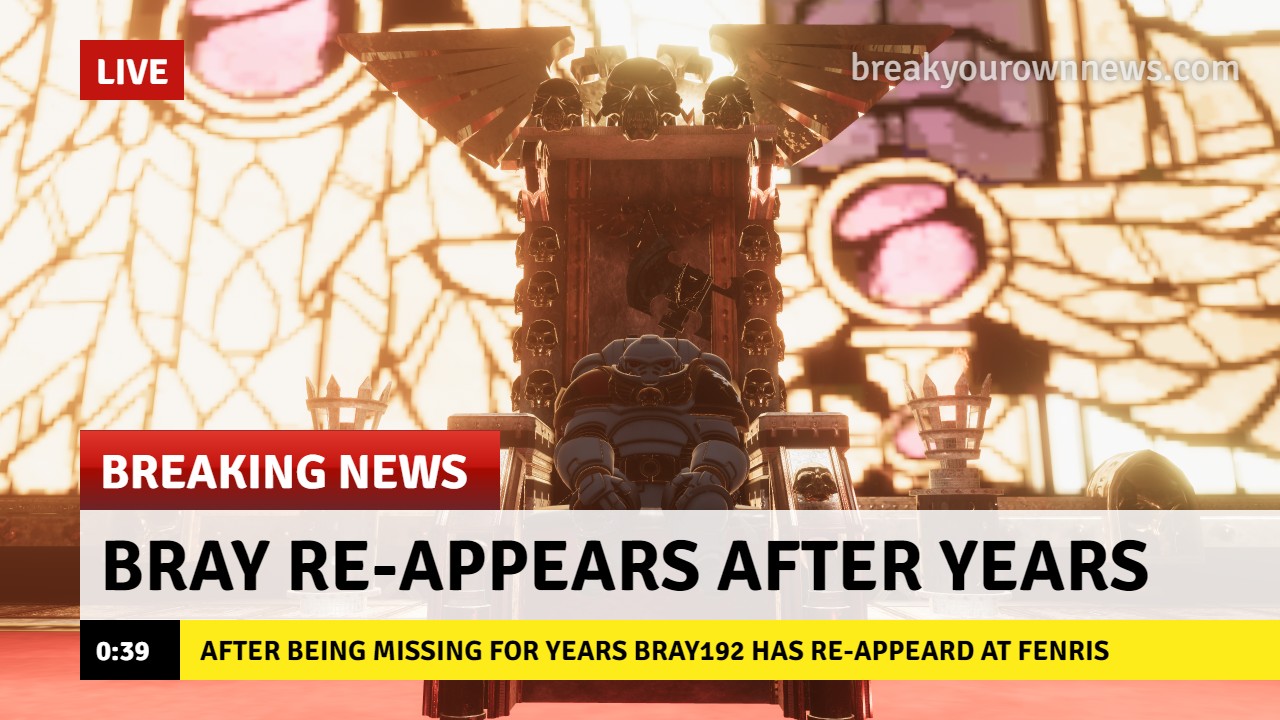 LIVE
breakyourownnews.com
BREAKING NEWS
BRAY RE-APPEARS AFTER YEARS
0:39
AFTER BEING MISSING FOR YEARS BRAY192 HAS RE-APPEARD AT FENRIS